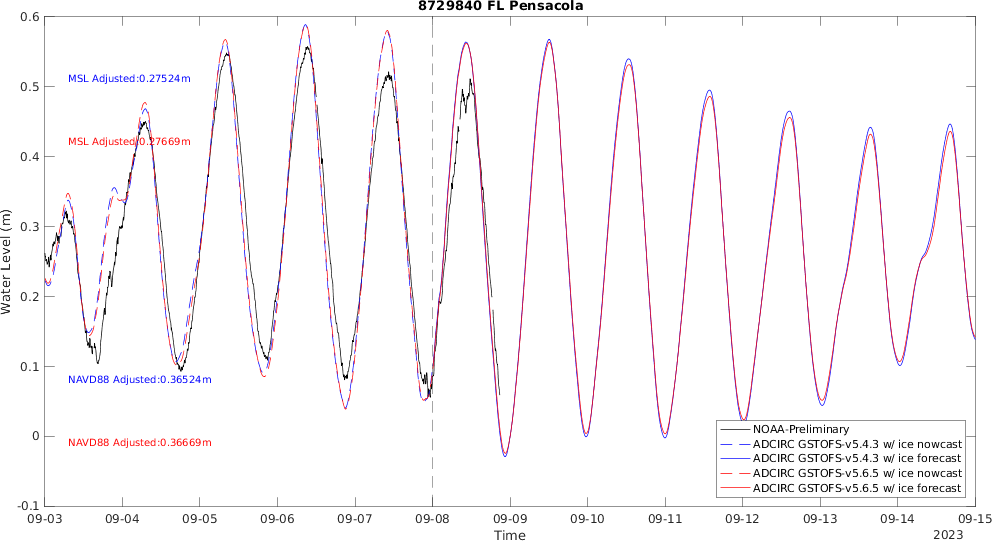 8729840 FL Pensacola
Water Level (m)
0.6
0.5
0.4
0.3
0.2
0.1
0
-0.1
MSL Adjusted:0.27524m
MSL Adjusted:0.27669m
NAVD88 Adjusted:0.36524m
NAVD88 Adjusted:0.36669m
NOAA-Preliminary
ADCIRC GSTOFS-v5.4.3 w/ ice nowcast
ADCIRC GSTOFS-v5.4.3 w/ ice forecast
ADCIRC GSTOFS-v5.6.5 w/ ice nowcast
ADCIRC GSTOFS-v5.6.5 w/ ice forecast
09-03 09-04 09-05 09-06 09-07 09-08 09-09 09-10 09-11 09-12 09-13 09-14 09-15
Time
2023